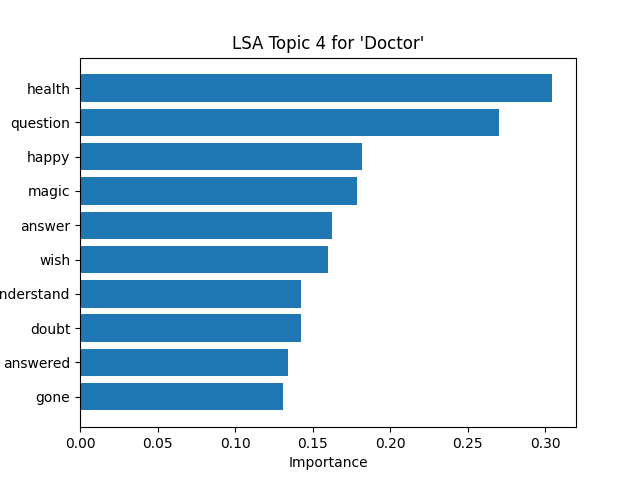 LSA Topic 4 for 'Doctor'
health
question
happy
magic
answer
wish
nderstand
doubt
answered
gone
0.00 0.05 0.10 0.15 0.20 0.25 0.30
Importance